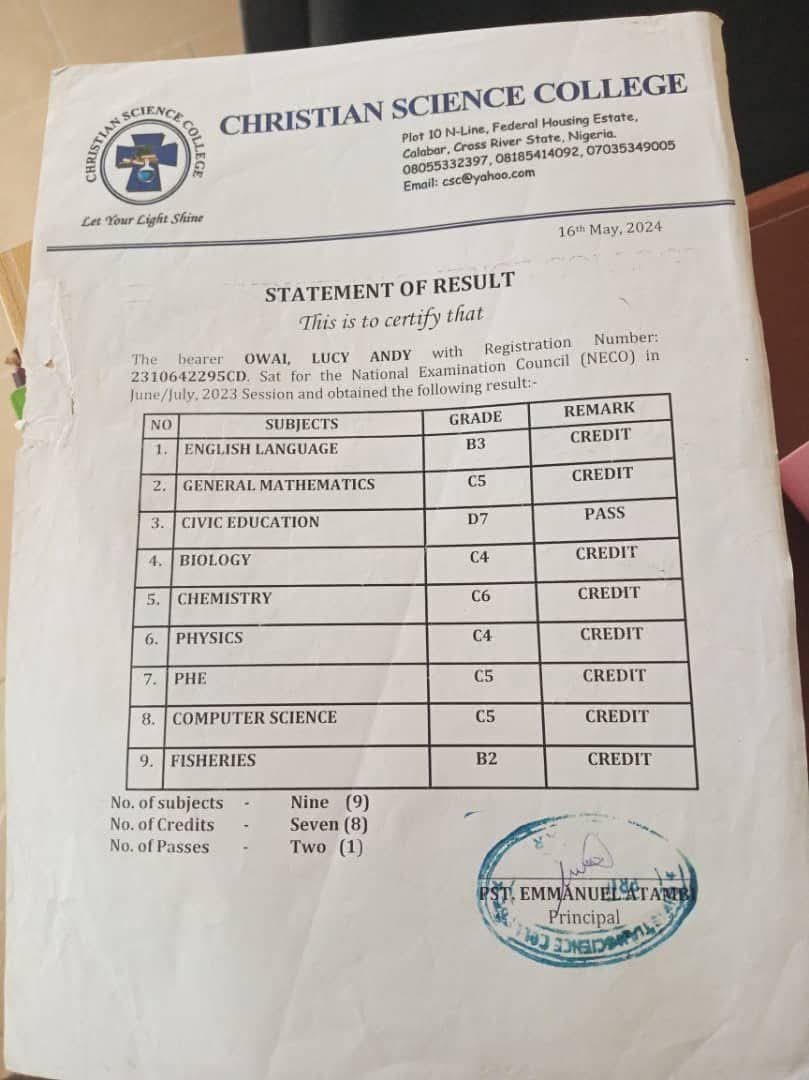 CHRISTIAN SCIENCE COLLEGE
CHRISTIAN SCIENCE COLLEGE
Plot 10 N-Line, Federal Housing Estate,
Calabar, Cross River State, Nigeria.
08055332397, 08185414092, 07035349005
Email: csc@yahoo.com
Let Your Light Shine
16th May, 2024
STATEMENT OF RESULT
This is to certify that
The bearer OWAI, LUCY ANDY with Registration Number:
2310642295CD. Sat for the National Examination Council (NECO) in
June/July, 2023 Session and obtained the following result:-
NO SUBJECTS GRADE REMARK
1. ENGLISH LANGUAGE B3 CREDIT
2. GENERAL MATHEMATICS C5 CREDIT
3. CIVIC EDUCATION D7 PASS
4. BIOLOGY C4 CREDIT
5. CHEMISTRY C6 CREDIT
6. PHYSICS C4 CREDIT
7. PHE C5 CREDIT
8. COMPUTER SCIENCE C5 CREDIT
9. FISHERIES B2 CREDIT
No. of subjects - Nine (9)
No. of Credits - Seven (8)
No. of Passes - Two (1)
PST. EMMANUEL ATAMBI
Principal
SCIENCE